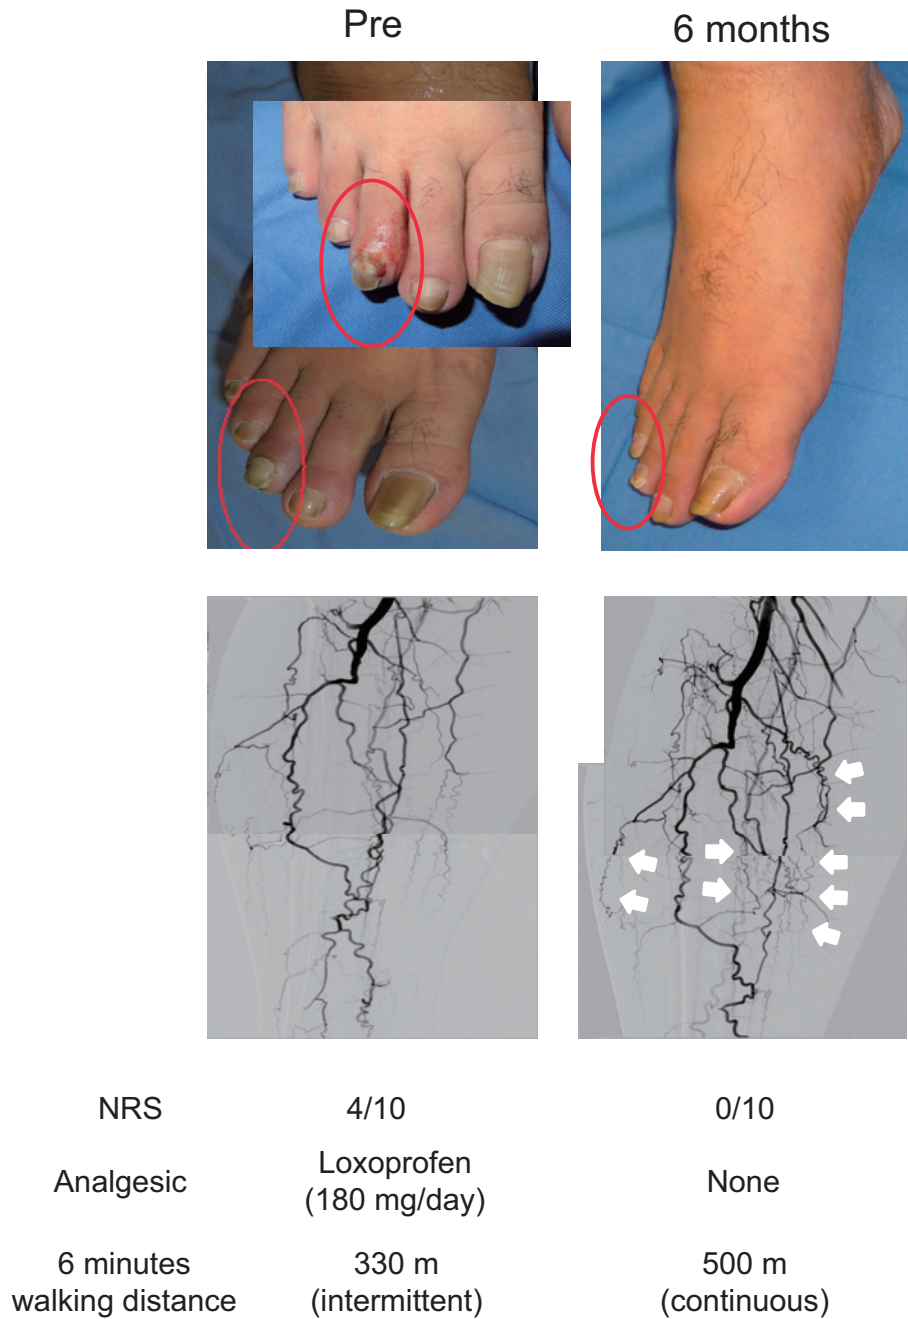 Pre
6 months
NRS
4/10
0/10
Analgesic
Loxoprofen
(180 mg/day)
None
6 minutes
walking distance
330 m
(intermittent)
500 m
(continuous)